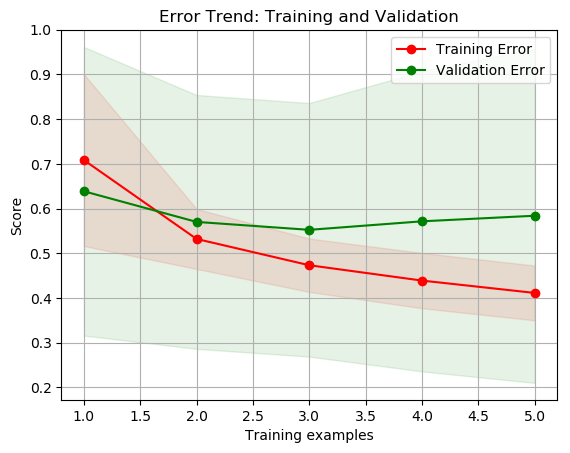 Error Trend: Training and Validation
1.0
0.9
0.8
0.7
0.6
0.5
0.4
0.3
0.2
Score
Training Error
Validation Error
1.0 1.5 2.0 2.5 3.0 3.5 4.0 4.5 5.0
Training examples